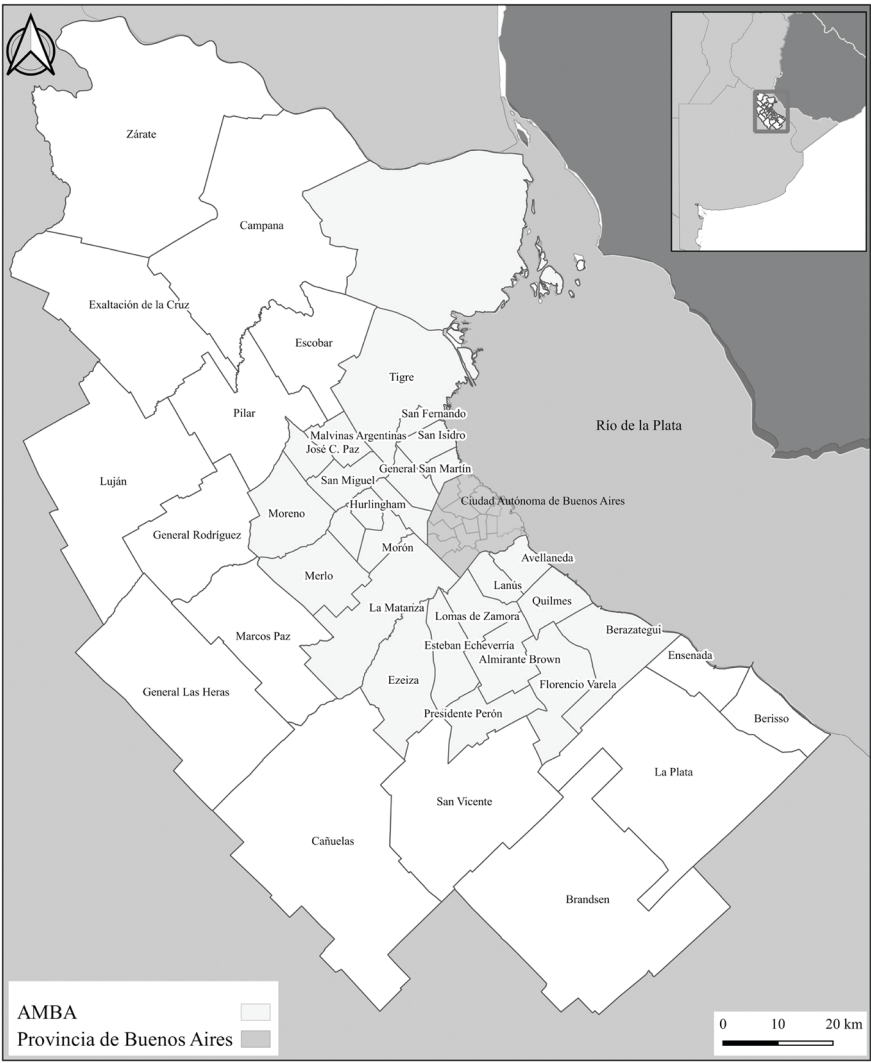 Zárate
Campana
Exaltación de la Cruz
Escobar
Tigre
Pilar
San Fernando
Malvinas Argentinas
San Isidro
José C. Paz
Río de la Plata
General San Martín
Luján
San Miguel
Ciudad Autónoma de Buenos Aires
Hurlingham
Moreno
General Rodríguez
Morón
Avellaneda
Merlo
Lanús
Quilmes
La Matanza
Lomas de Zamora
Berazategui
Marcos Paz
Esteban Echeverría
Ensenada
Almirante Brown
Ezeiza
Florencio Varela
General Las Heras
Presidente Perón
Berisso
La Plata
San Vicente
Cañuelas
Brandsen
AMBA
Provincia de Buenos Aires
0 10 20 km